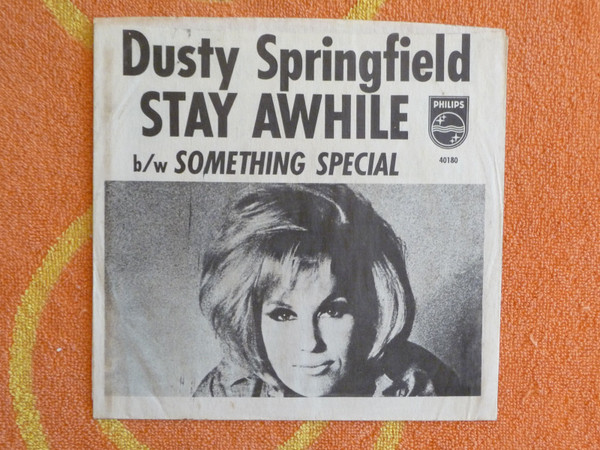 Dusty Springfield
STAY AWHILE
PHILIPS
b/w SOMETHING SPECIAL
40180